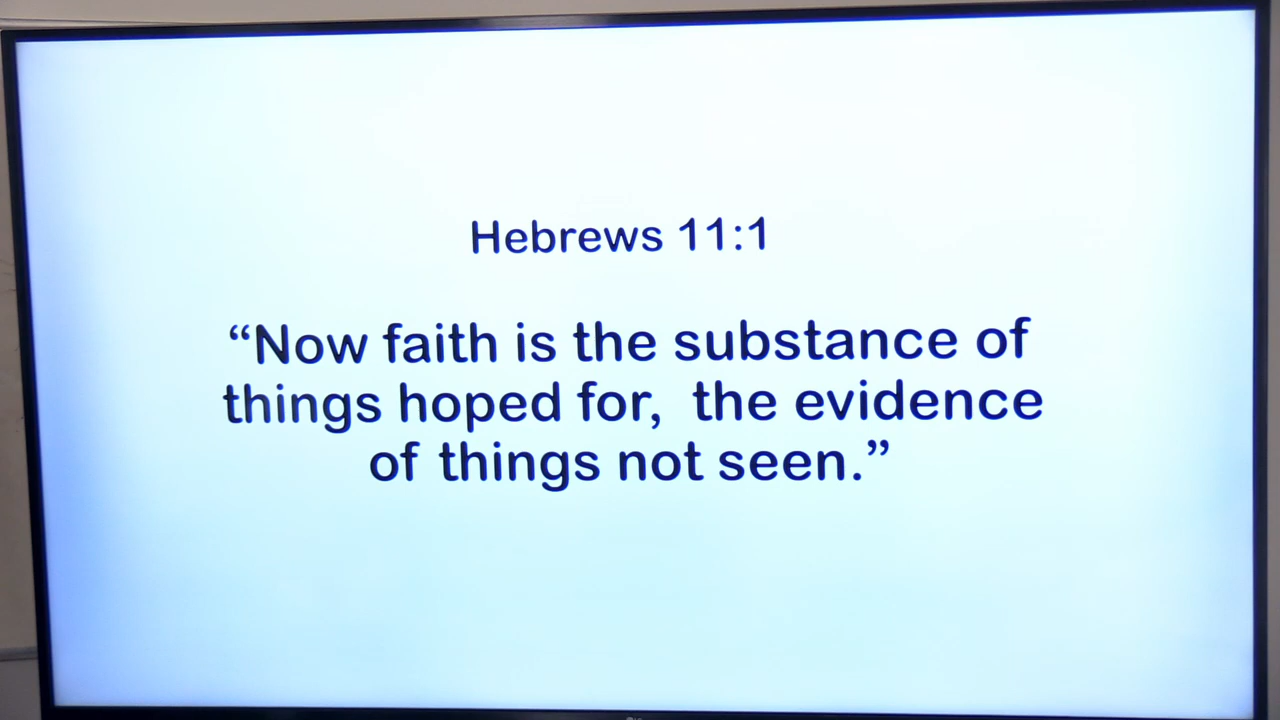 Hebrews 11:1
“Now faith is the substance of
things hoped for,  the evidence
of things not seen.”